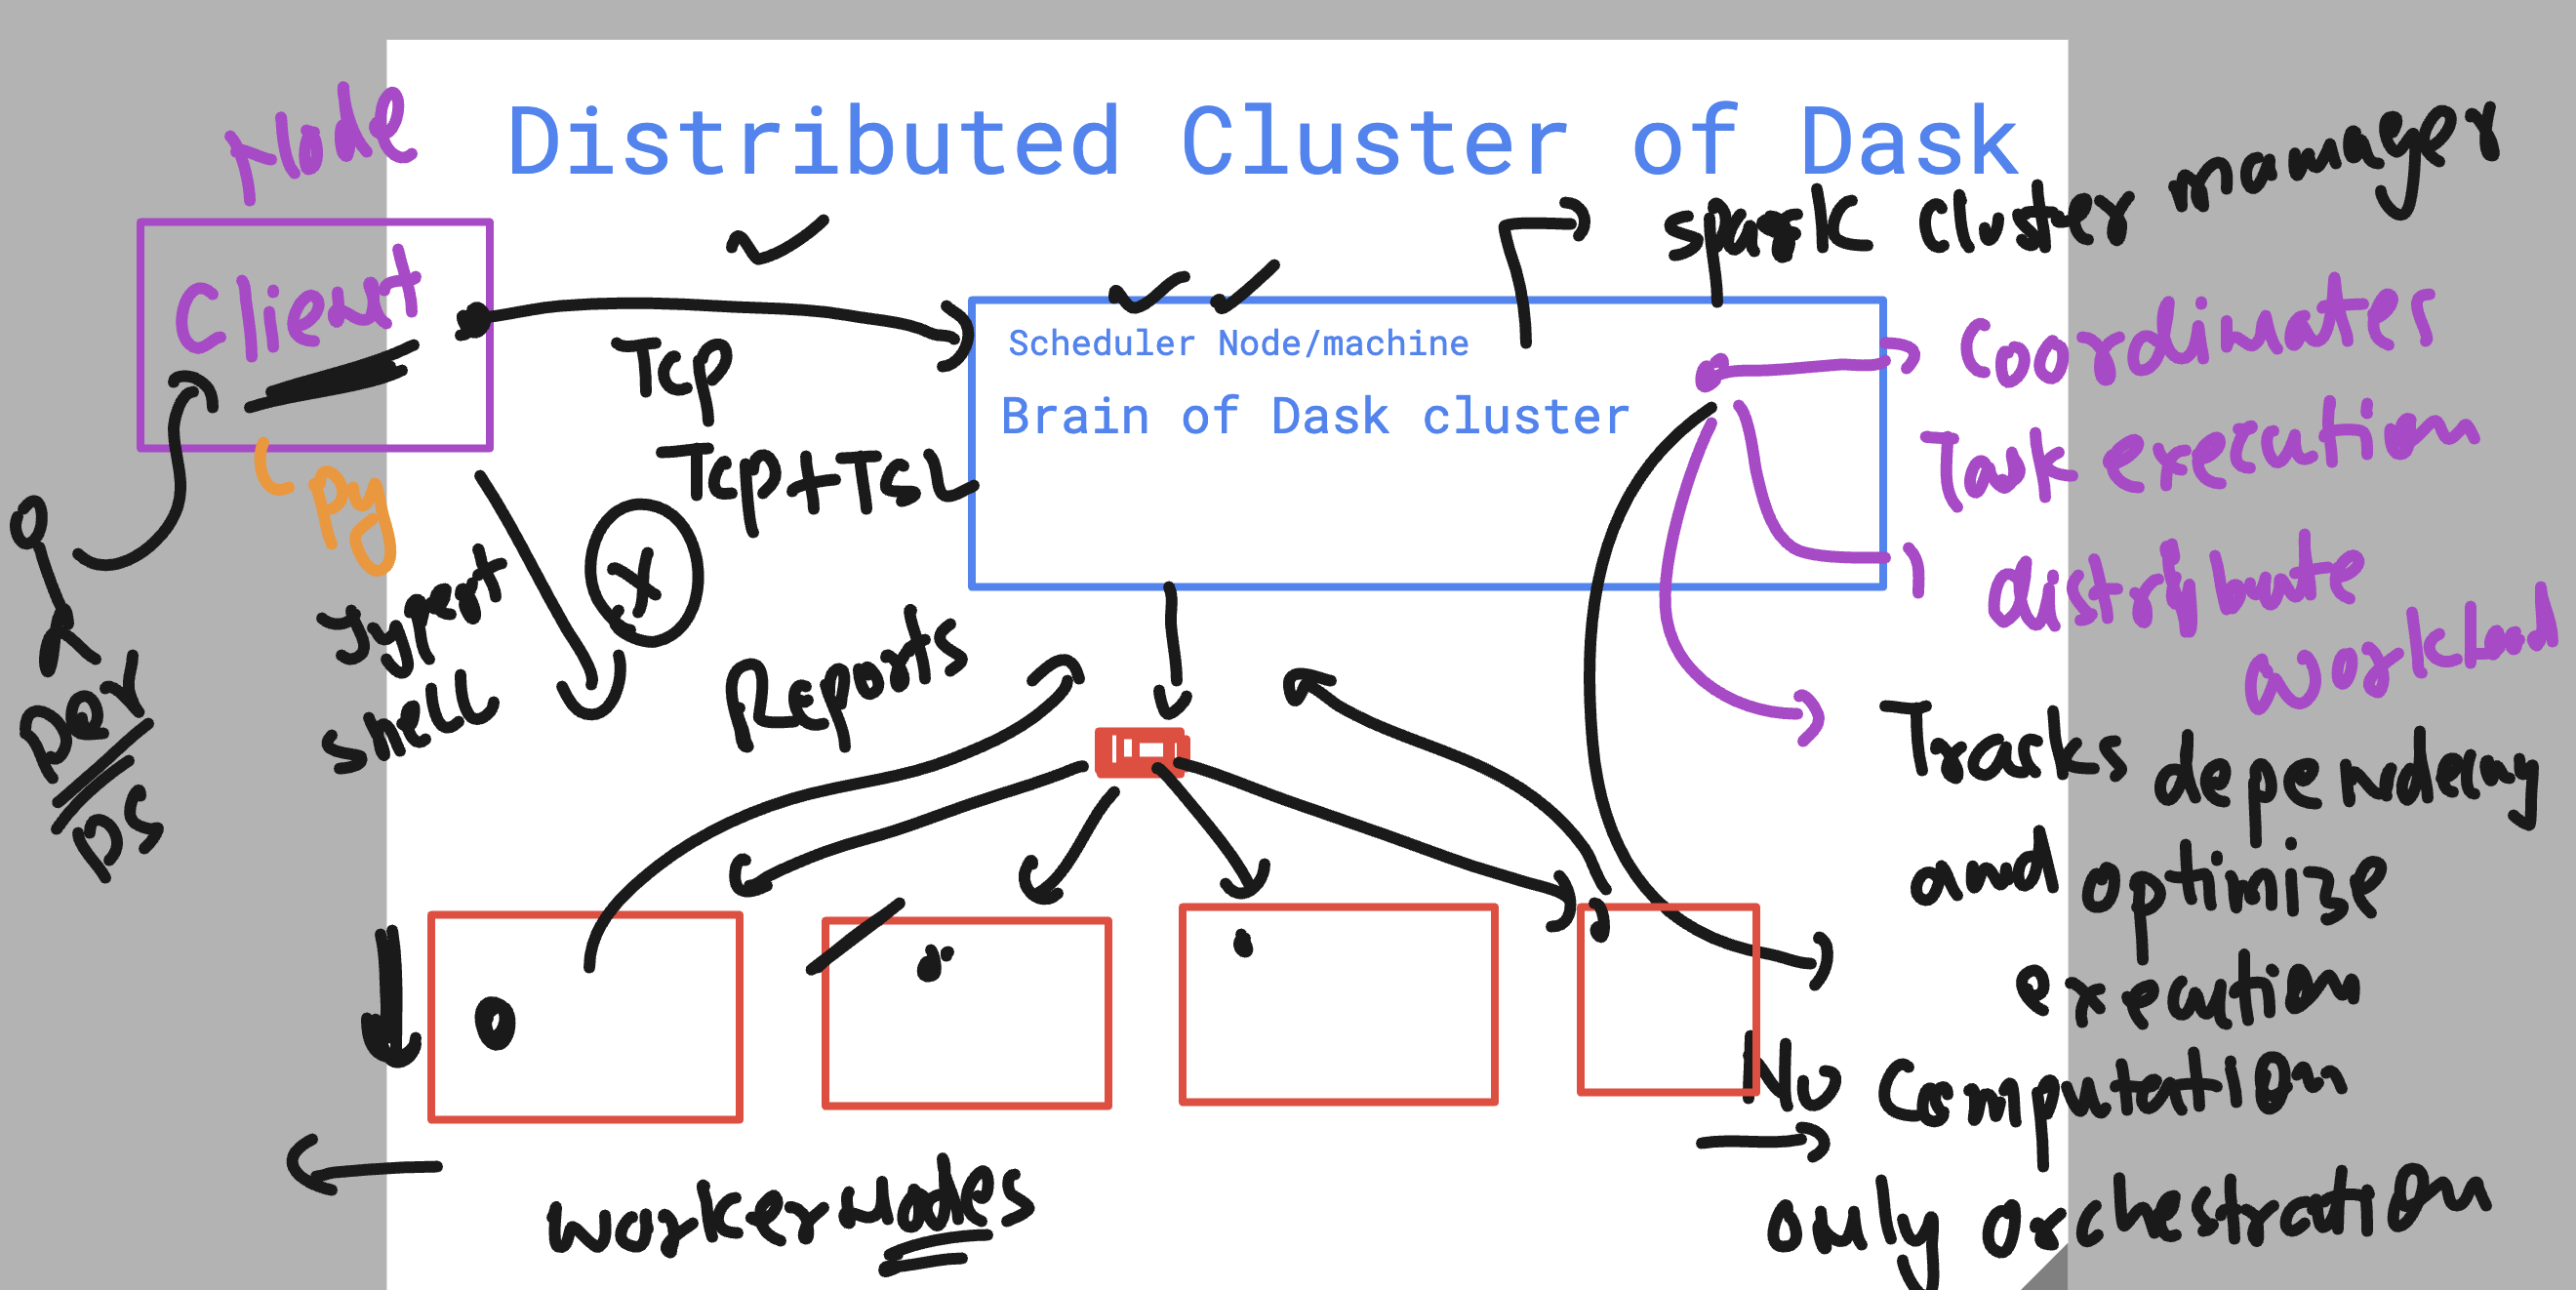 Node
Distributed Cluster of Dask
Spark Cluster manager
Client
Scheduler Node/machine
Brain of Dask cluster
Tcp
Tcp+TSL
Py
Coordinates
Task execution
distribute
workload
Jypest
shell
X
Reports
Dev
DS
Tracks dependency
and optimize
execution
No Computation
only orchestration
worker Nodes